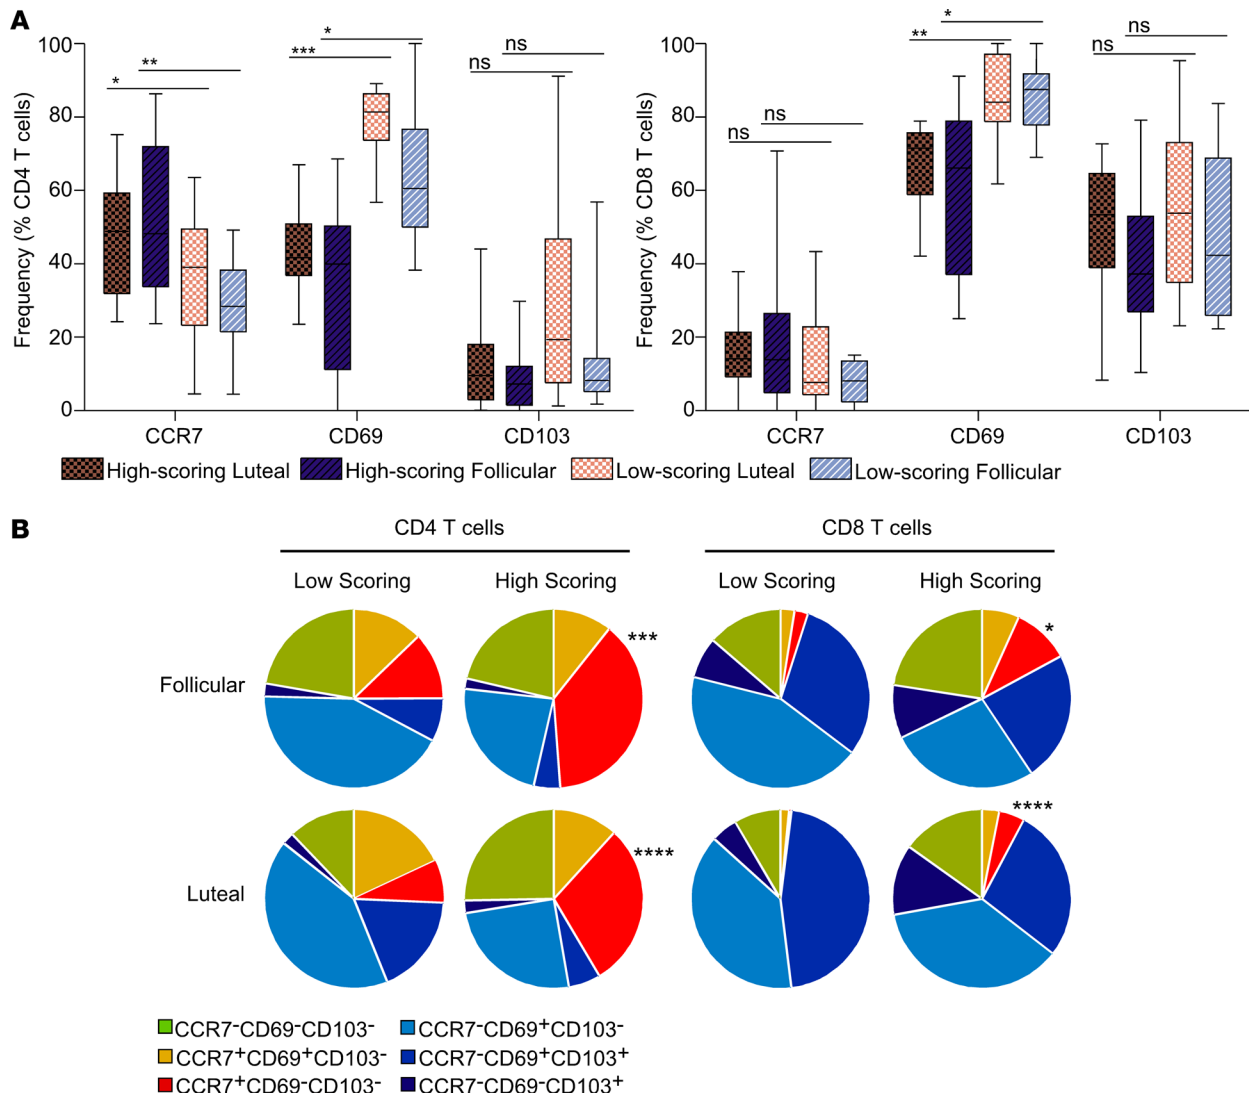 A
Frequency (% CD4 T cells)
100
80
60
40
20
0
*
**
***
*
ns
ns
CCR7
CD69
CD103
Frequency (% CD8 T cells)
100
80
60
40
20
0
ns
ns
**
*
ns
ns
CCR7
CD69
CD103
High-scoring Luteal
High-scoring Follicular
Low-scoring Luteal
Low-scoring Follicular
B
CD4 T cells
CD8 T cells
Low Scoring
High Scoring
Low Scoring
High Scoring
Follicular
***
*
Luteal
****
****
CCR7⁻CD69⁻CD103⁻
CCR7⁻CD69⁺CD103⁻
CCR7⁺CD69⁺CD103⁻
CCR7⁻CD69⁺CD103⁺
CCR7⁺CD69⁻CD103⁻
CCR7⁻CD69⁻CD103⁺